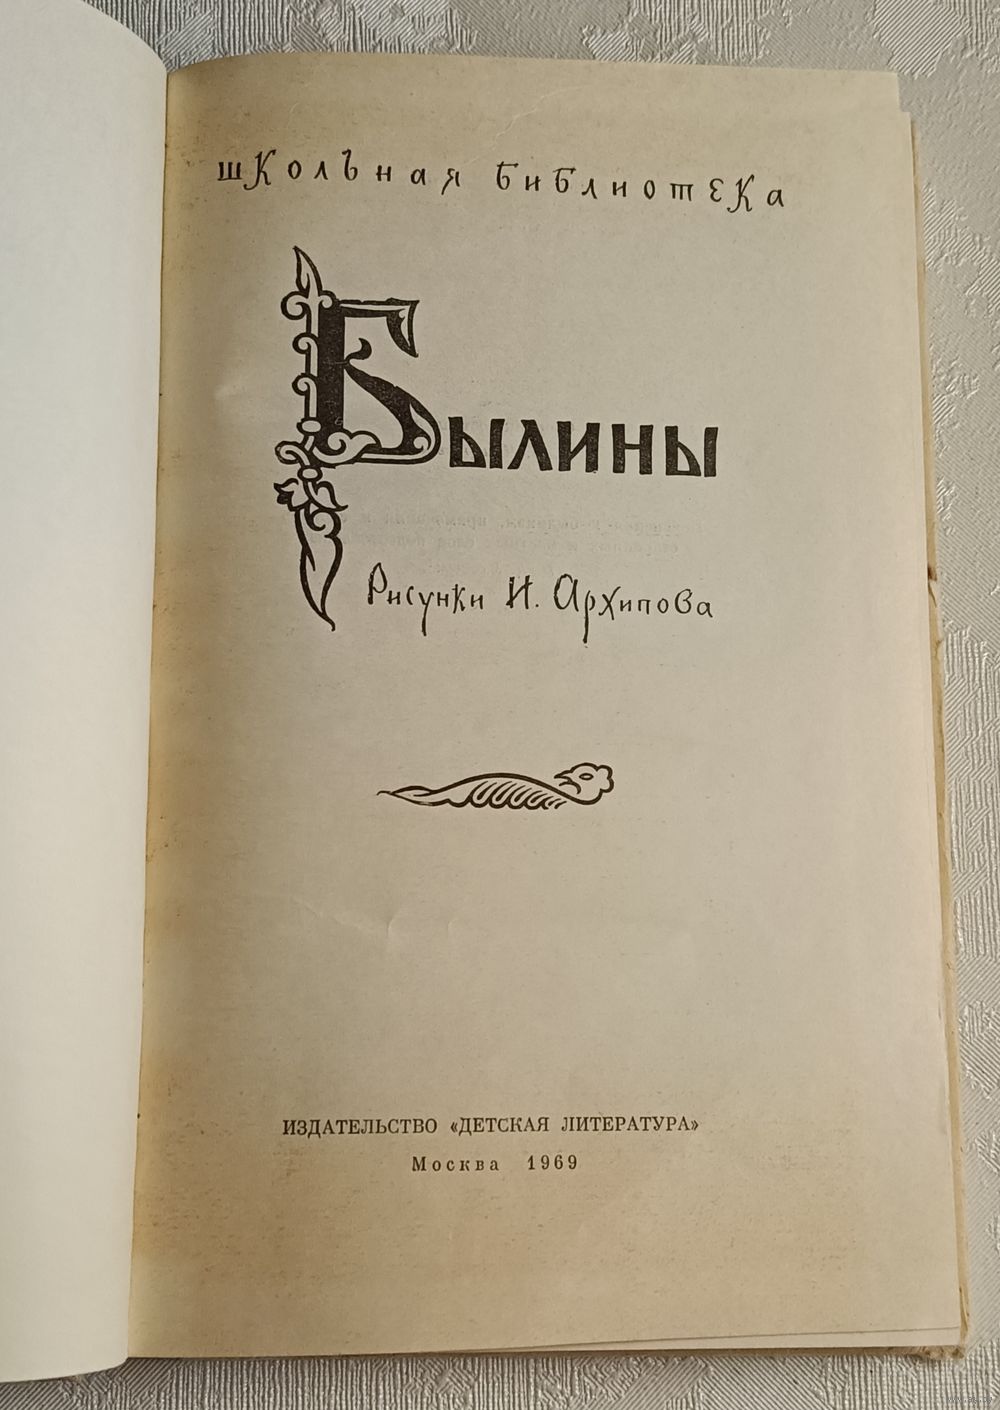 школьная библиотека
Былины
Рисунки И. Архипова
ИЗДАТЕЛЬСТВО «ДЕТСКАЯ ЛИТЕРАТУРА»
Москва 1969